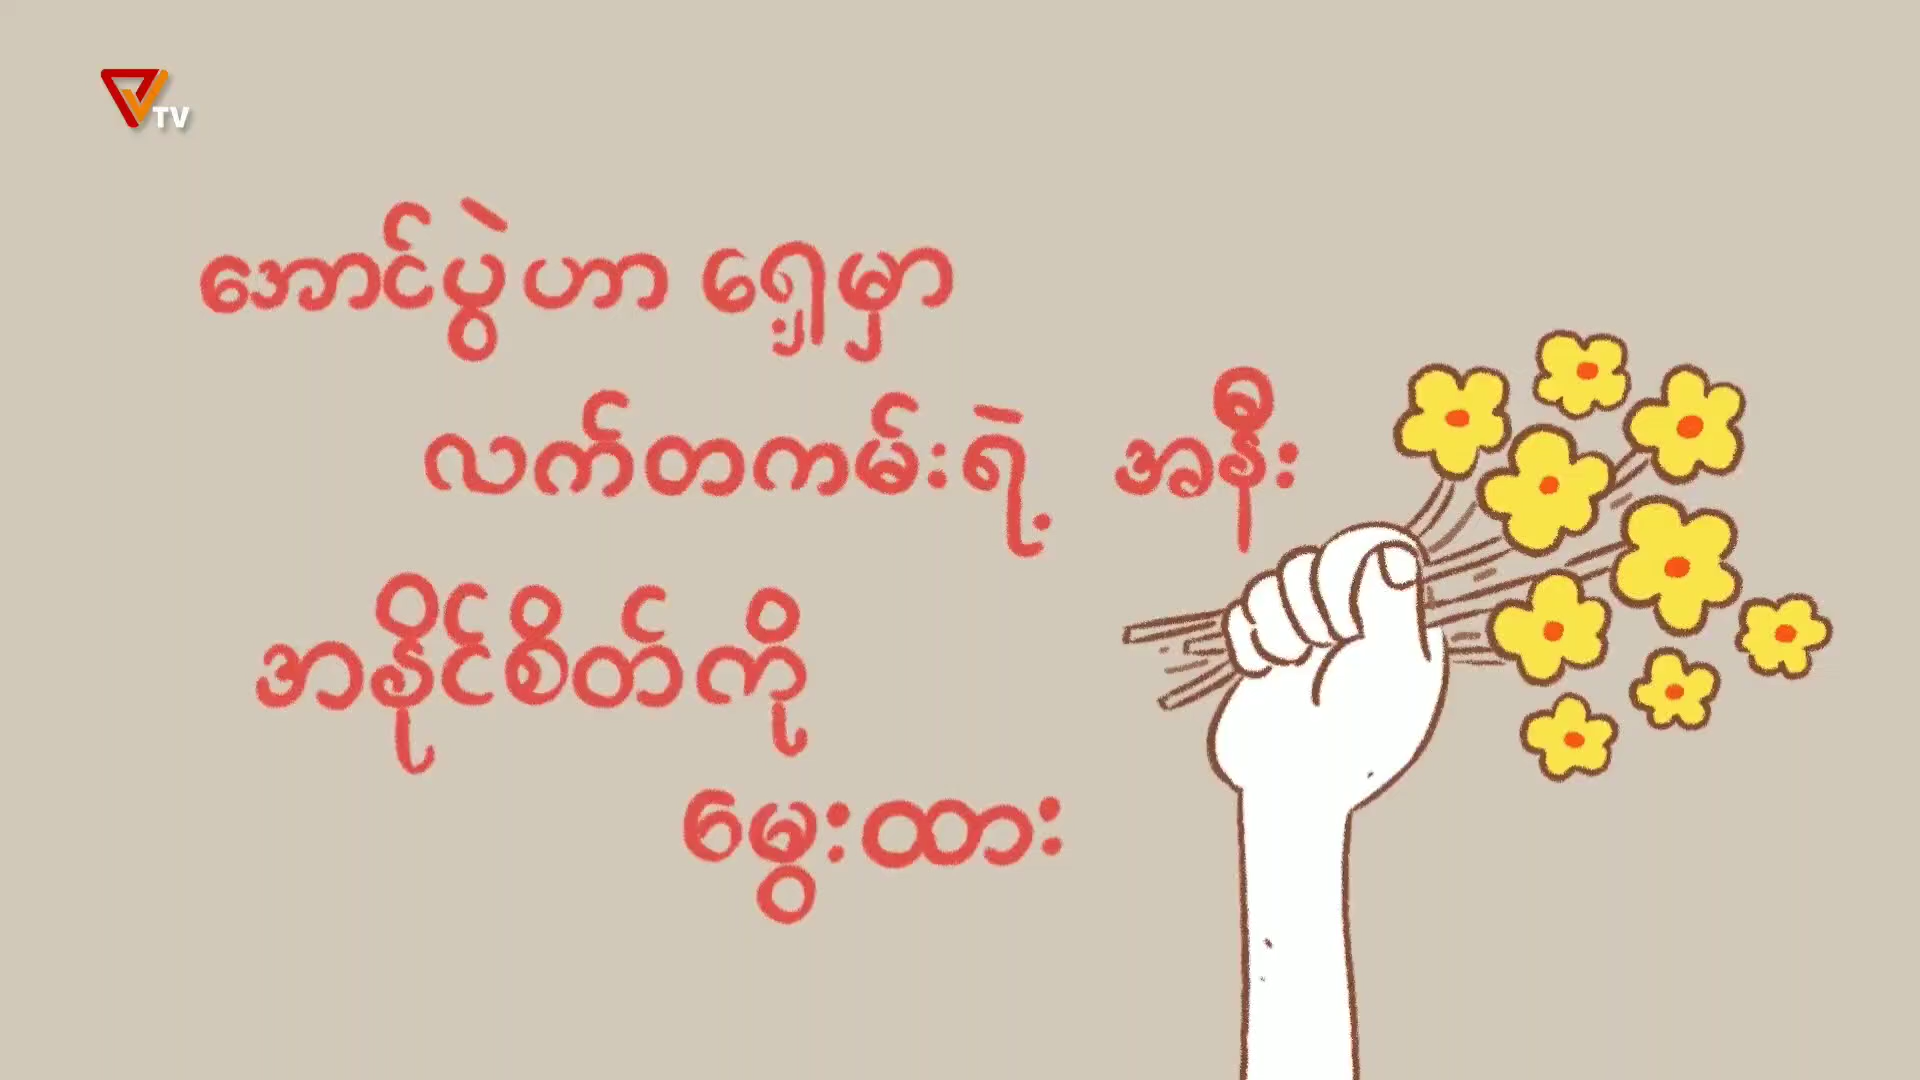 TV
အောင်ပွဲဟာ ရှေ့မှာ
လက်တကမ်းရဲ့ အနီး
အနိုင်စိတ်ကို
မွေးထား